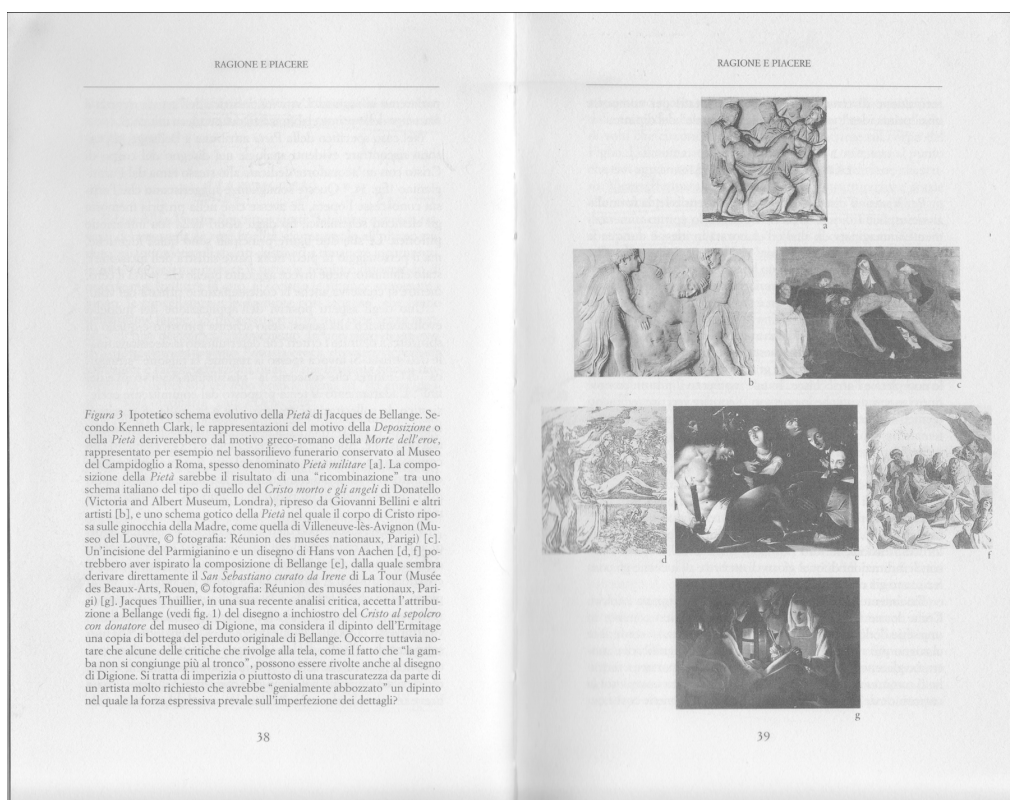 RAGIONE E PIACERE
Figura 3 Ipotetico schema evolutivo della Pietà di Jacques de Bellange. Se-
condo Kenneth Clark, le rappresentazioni del motivo della Deposizione o
della Pietà deriverebbero dal motivo greco-romano della Morte dell'eroe,
rappresentato per esempio nel bassorilievo funerario conservato al Museo
del Campidoglio a Roma, spesso denominato Pietà militare [a]. La compo-
sizione della Pietà sarebbe il risultato di una "ricombinazione" tra uno
schema italiano del tipo di quello del Cristo morto e gli angeli di Donatello
(Victoria and Albert Museum, Londra), ripreso da Giovanni Bellini e altri
artisti [b], e uno schema gotico della Pietà nel quale il corpo di Cristo ripo-
sa sulle ginocchia della Madre, come quella di Villeneuve-lès-Avignon (Mu-
seo del Louvre, © fotografia: Réunion des musées nationaux, Parigi) [c].
Un'incisione del Parmigianino e un disegno di Hans von Aachen [d, f] po-
trebbero aver ispirato la composizione di Bellange [e], dalla quale sembra
derivare direttamente il San Sebastiano curato da Irene di La Tour (Musée
des Beaux-Arts, Rouen, © fotografia: Réunion des musées nationaux, Pari-
gi) [g]. Jacques Thuillier, in una sua recente analisi critica, accetta l'attribu-
zione a Bellange (vedi fig. 1) del disegno a inchiostro del Cristo al sepolcro
con donatore del museo di Digione, ma considera il dipinto dell'Ermitage
una copia di bottega del perduto originale di Bellange. Occorre tuttavia no-
tare che alcune delle critiche che rivolge alla tela, come il fatto che "la gam-
ba non si congiunge più al tronco", possono essere rivolte anche al disegno
di Digione. Si tratta di imperizia o piuttosto di una trascuratezza da parte di
un artista molto richiesto che avrebbe "genialmente abbozzato" un dipinto
nel quale la forza espressiva prevale sull'imperfezione dei dettagli?
38
RAGIONE E PIACERE
a
b
c
d
e
f
g
39